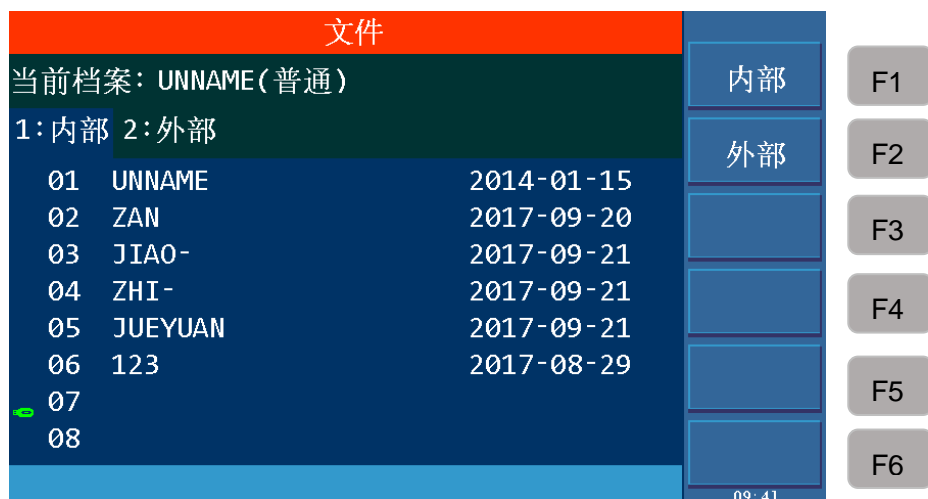 文件
当前档案: UNNAME(普通)
1:内部 2:外部
01 UNNAME 2014-01-15
02 ZAN 2017-09-20
03 JIAO- 2017-09-21
04 ZHI- 2017-09-21
05 JUEYUAN 2017-09-21
06 123 2017-08-29
07
08
内部
外部
09:41
F1
F2
F3
F4
F5
F6